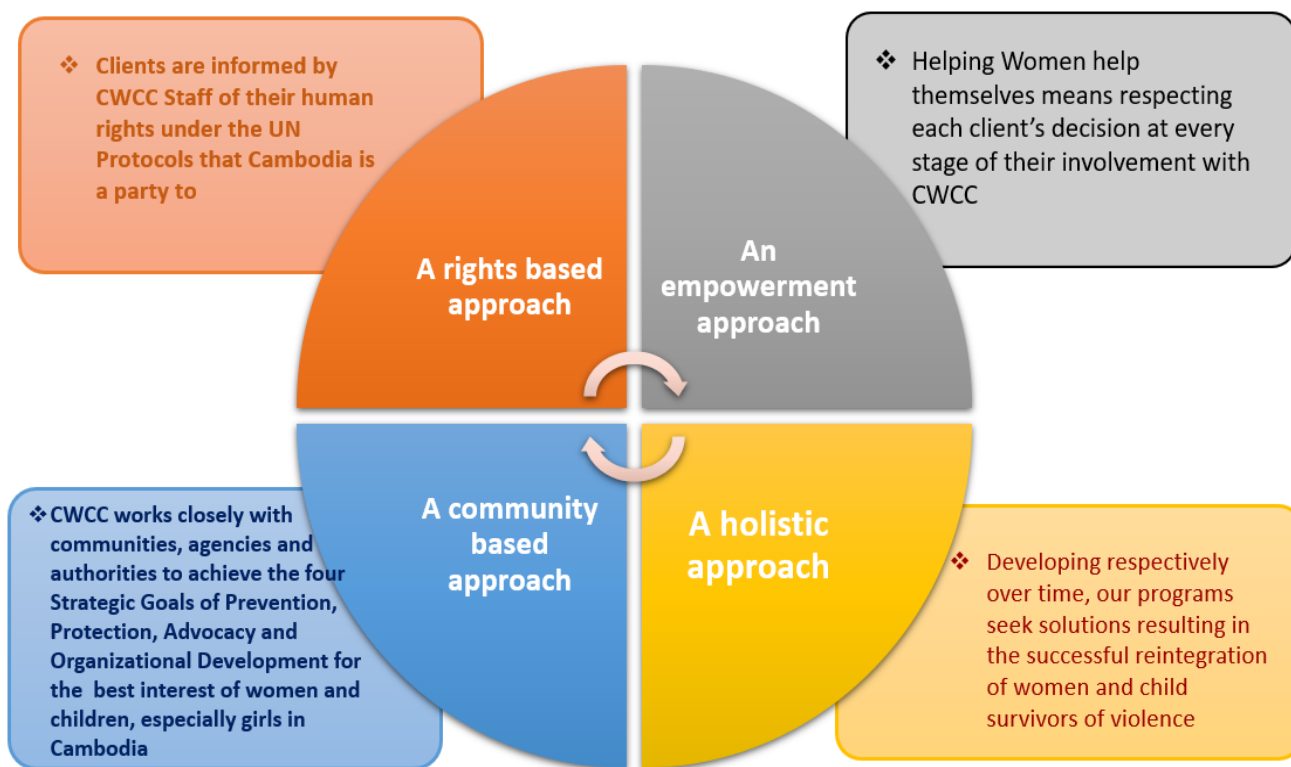 ❖ Clients are informed by
CWCC Staff of their human
rights under the UN
Protocols that Cambodia is
a party to
❖ Helping Women help
themselves means respecting
each client's decision at every
stage of their involvement with
CWCC
A rights based
approach
An
empowerment
approach
A community
based
approach
A holistic
approach
❖ CWCC works closely with
communities, agencies and
authorities to achieve the four
Strategic Goals of Prevention,
Protection, Advocacy and
Organizational Development for
the best interest of women and
children, especially girls in
Cambodia
❖ Developing respectively
over time, our programs
seek solutions resulting in
the successful reintegration
of women and child
survivors of violence